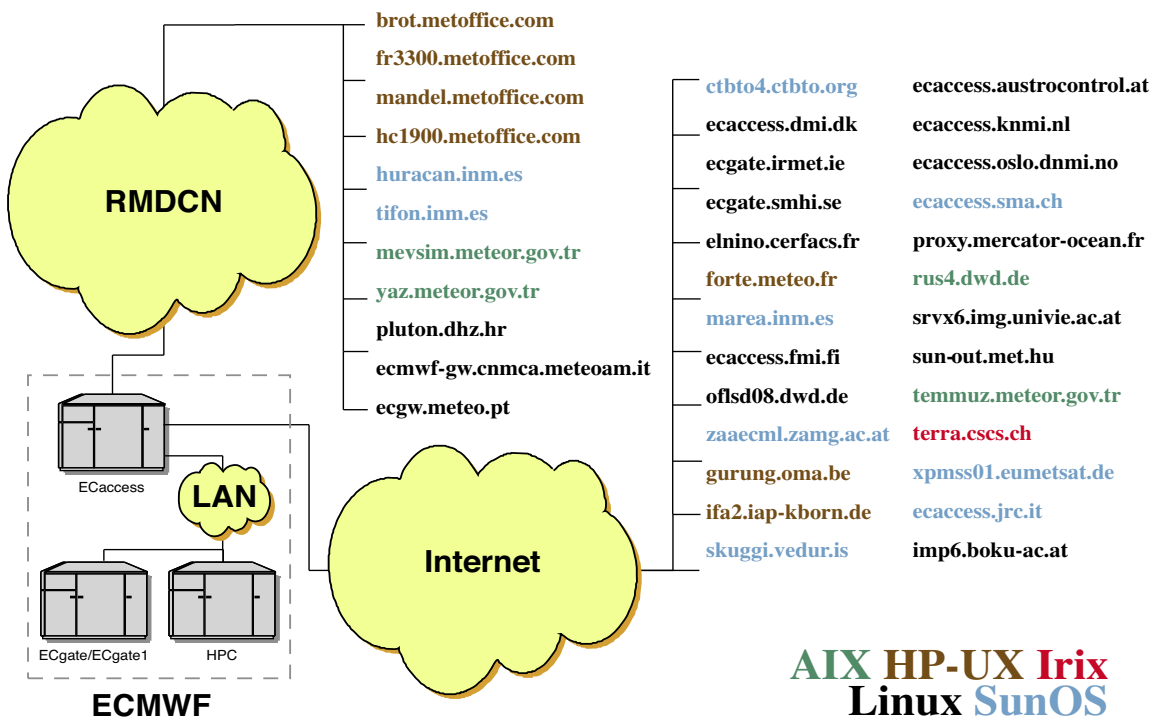 brot.metoffice.com
fr3300.metoffice.com
mandel.metoffice.com
hc1900.metoffice.com
huracan.inm.es
tifon.inm.es
mevsim.meteor.gov.tr
yaz.meteor.gov.tr
pluton.dhz.hr
ecmwf-gw.cnmca.meteoam.it
ecgw.meteo.pt
RMDCN
ctbto4.ctbto.org
ecaccess.dmi.dk
ecgate.irmet.ie
ecgate.smhi.se
elnino.cerfacs.fr
forte.meteo.fr
marea.inm.es
ecaccess.fmi.fi
oflsd08.dwd.de
zaaecml.zamg.ac.at
gurung.oma.be
ifa2.iap-kborn.de
skuggi.vedur.is
ecaccess.austrocontrol.at
ecaccess.knmi.nl
ecaccess.oslo.dnmi.no
ecaccess.sma.ch
proxy.mercator-ocean.fr
rus4.dwd.de
srvx6.img.univie.ac.at
sun-out.met.hu
temmuz.meteor.gov.tr
terra.cscs.ch
xpmss01.eumetsat.de
ecaccess.jrc.it
imp6.boku-ac.at
ECaccess
LAN
Internet
ECgate/ECgate1
HPC
ECMWF
AIX HP-UX Irix
Linux SunOS